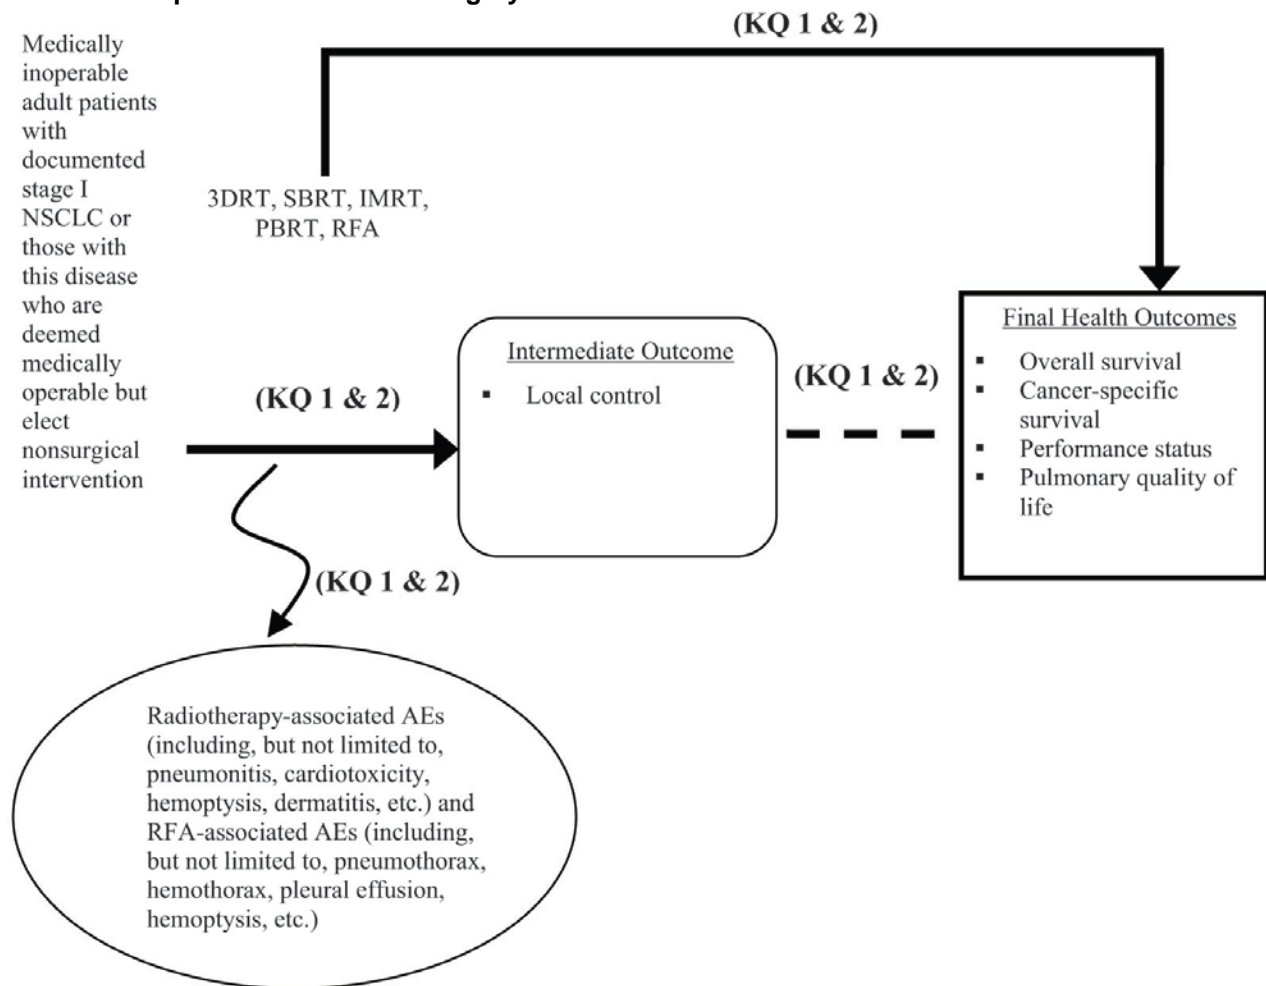 (KQ 1 & 2)
Medically
inoperable
adult patients
with
documented
stage I
NSCLC or
those with
this disease
who are
deemed
medically
operable but
elect
nonsurgical
intervention
3DRT, SBRT, IMRT,
PBRT, RFA
(KQ 1 & 2)
Intermediate Outcome
▪ Local control
(KQ 1 & 2)
Final Health Outcomes
▪ Overall survival
▪ Cancer-specific
survival
▪ Performance status
▪ Pulmonary quality of
life
(KQ 1 & 2)
Radiotherapy-associated AEs
(including, but not limited to,
pneumonitis, cardiotoxicity,
hemoptysis, dermatitis, etc.) and
RFA-associated AEs (including,
but not limited to, pneumothorax,
hemothorax, pleural effusion,
hemoptysis, etc.)